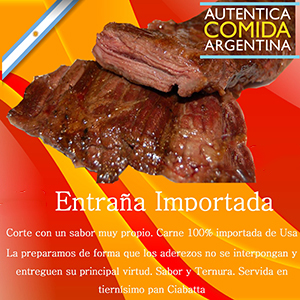 AUTENTICA
COMIDA
ARGENTINA
Entraña Importada
Corte con un sabor muy propio. Carne 100% importada de Usa
La preparamos de forma que los aderezos no se interpongan y
entreguen su principal virtud. Sabor y Ternura. Servida en
tiernísimo pan Ciabatta